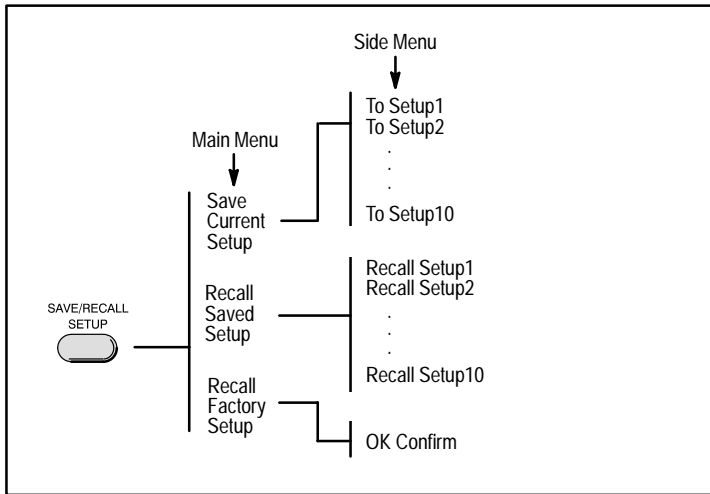 Side Menu
To Setup1
To Setup2
.
.
.
To Setup10
Main Menu
Save
Current
Setup
Recall Setup1
Recall Setup2
.
.
.
Recall Setup10
Recall
Saved
Setup
SAVE/RECALL
SETUP
Recall
Factory
Setup
OK Confirm